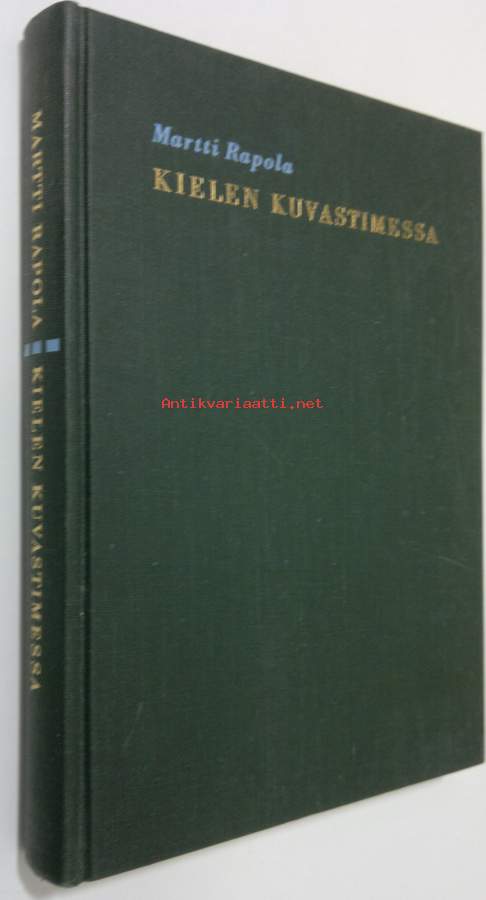 Martti Rapola
KIELEN KUVASTIMESSA
MARTTI RAPOLA KIELEN KUVASTIMESSA
Antikvariaatti.net